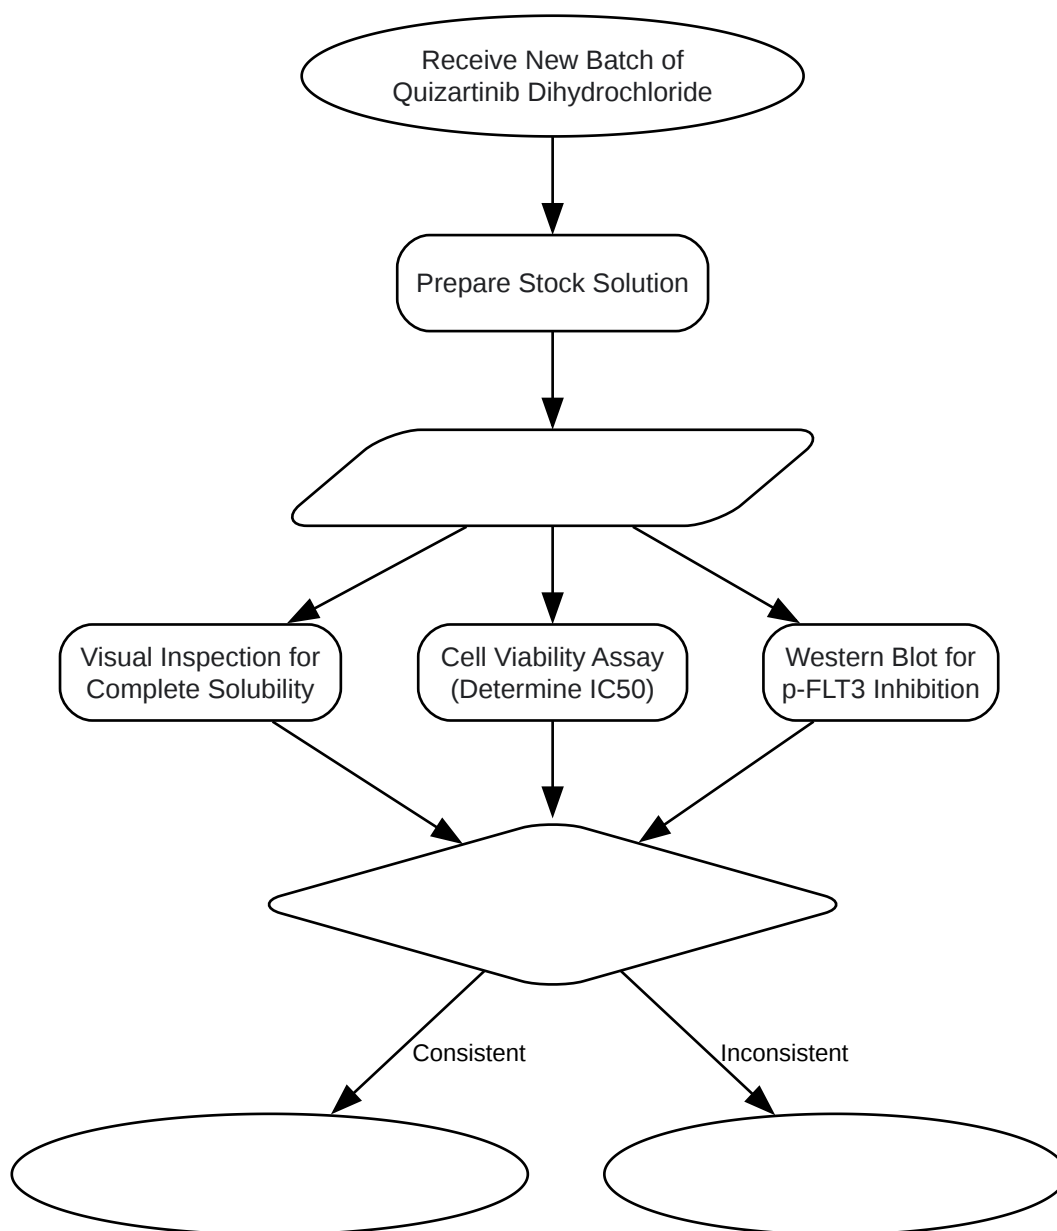 Receive New Batch of
Quizartinib Dihydrochloride
Prepare Stock Solution
Visual Inspection for
Complete Solubility
Cell Viability Assay
(Determine IC50)
Western Blot for
p-FLT3 Inhibition
Consistent
Inconsistent